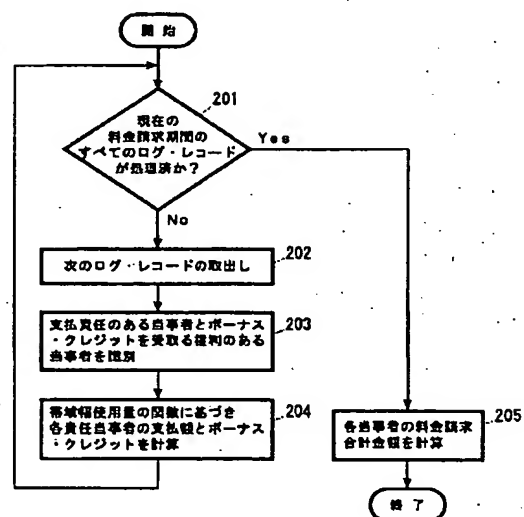 開始
201
現在の
料金請求期間の
すべてのログ・レコード
が処理済か?
Yes
No
202
次のログ・レコードの取出し
203
支払責任のある当事者とボーナス
・クレジットを受取る権利のある
当事者を識別
204
帯域幅使用量の関数に基づき
各責任当事者の支払額とボーナス
・クレジットを計算
205
各当事者の料金請求
合計金額を計算
終了